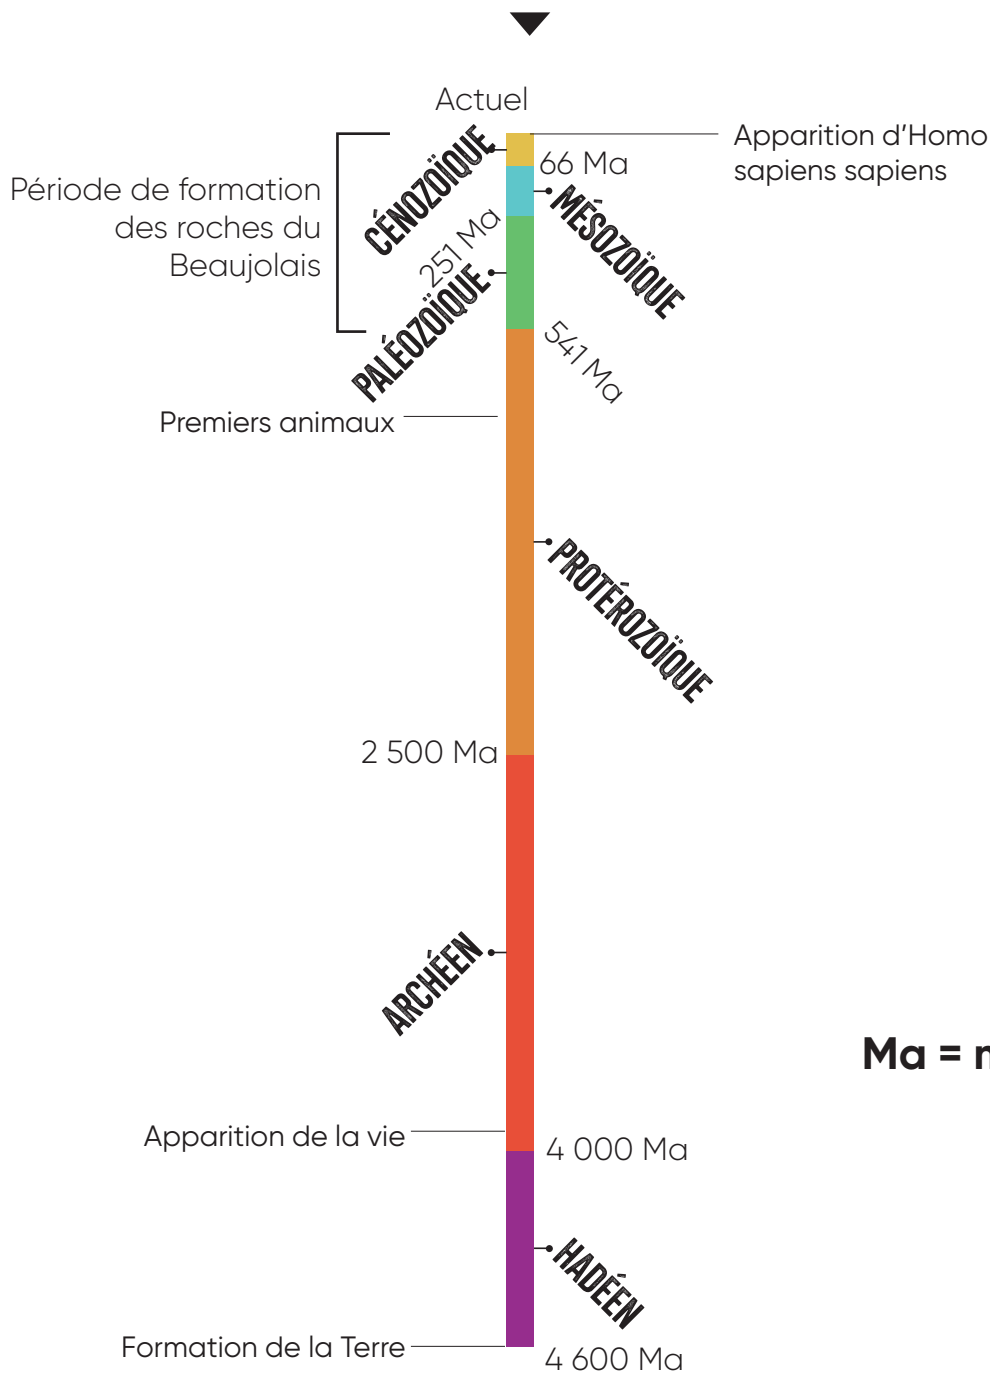 Actuel
CÉNOZOÏQUE
Apparition d’Homo
sapiens sapiens
66 Ma
Période de formation
des roches du
Beaujolais
MÉSOZOÏQUE
251 Ma
PALÉOZOÏQUE
541 Ma
Premiers animaux
PROTÉROZOÏQUE
2 500 Ma
ARCHÉEN
Ma =
Apparition de la vie
4 000 Ma
HADÉEN
Formation de la Terre
4 600 Ma